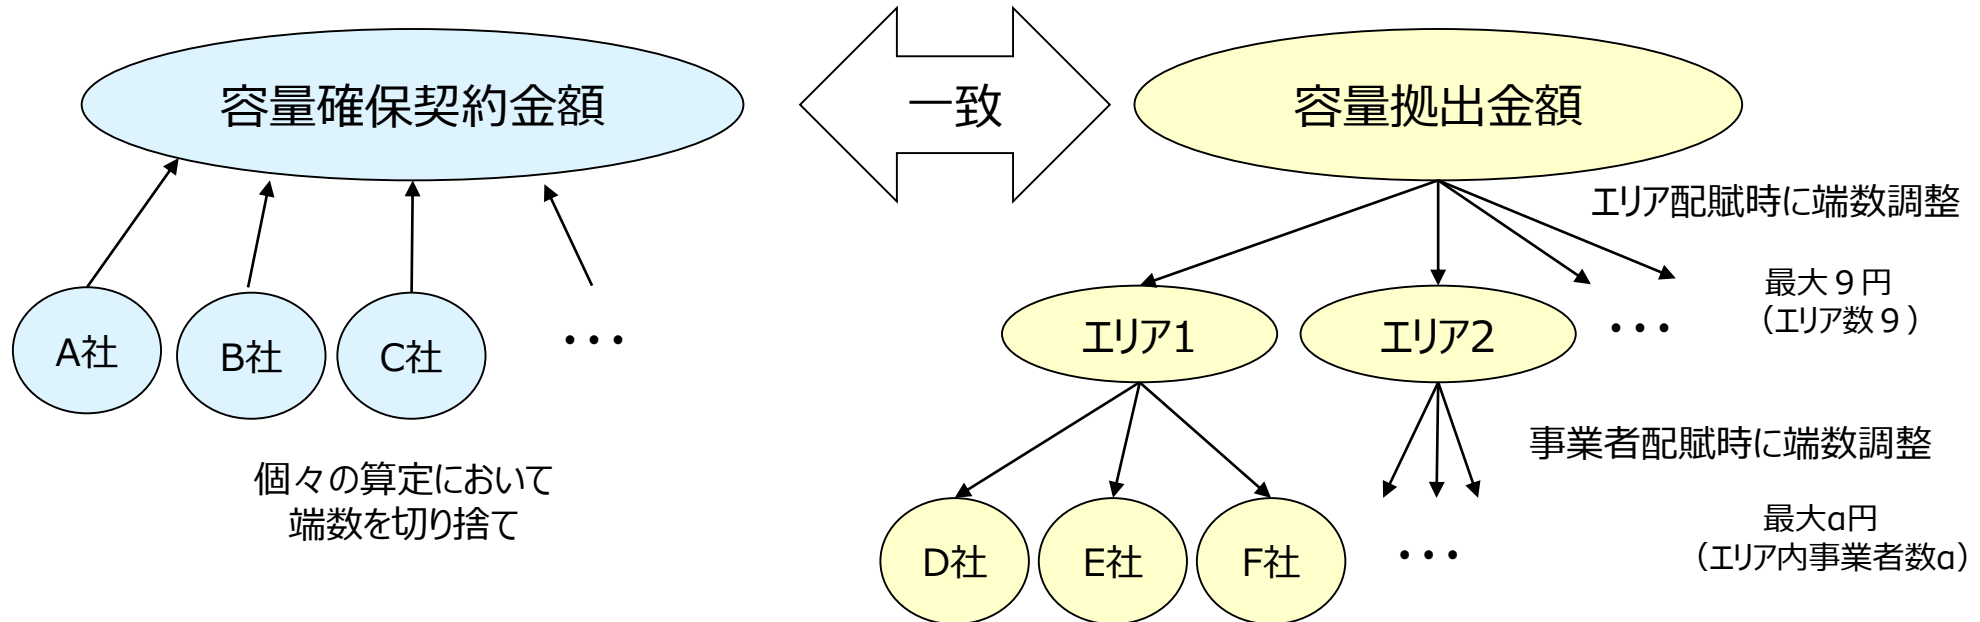 容量確保契約金額
一致
容量拠出金額
エリア配賦時に端数調整
最大９円
（エリア数９）
A社
B社
C社
・・・
エリア1
エリア2
・・・
個々の算定において
端数を切り捨て
事業者配賦時に端数調整
最大α円
（エリア内事業者数α）
D社
E社
F社
・・・